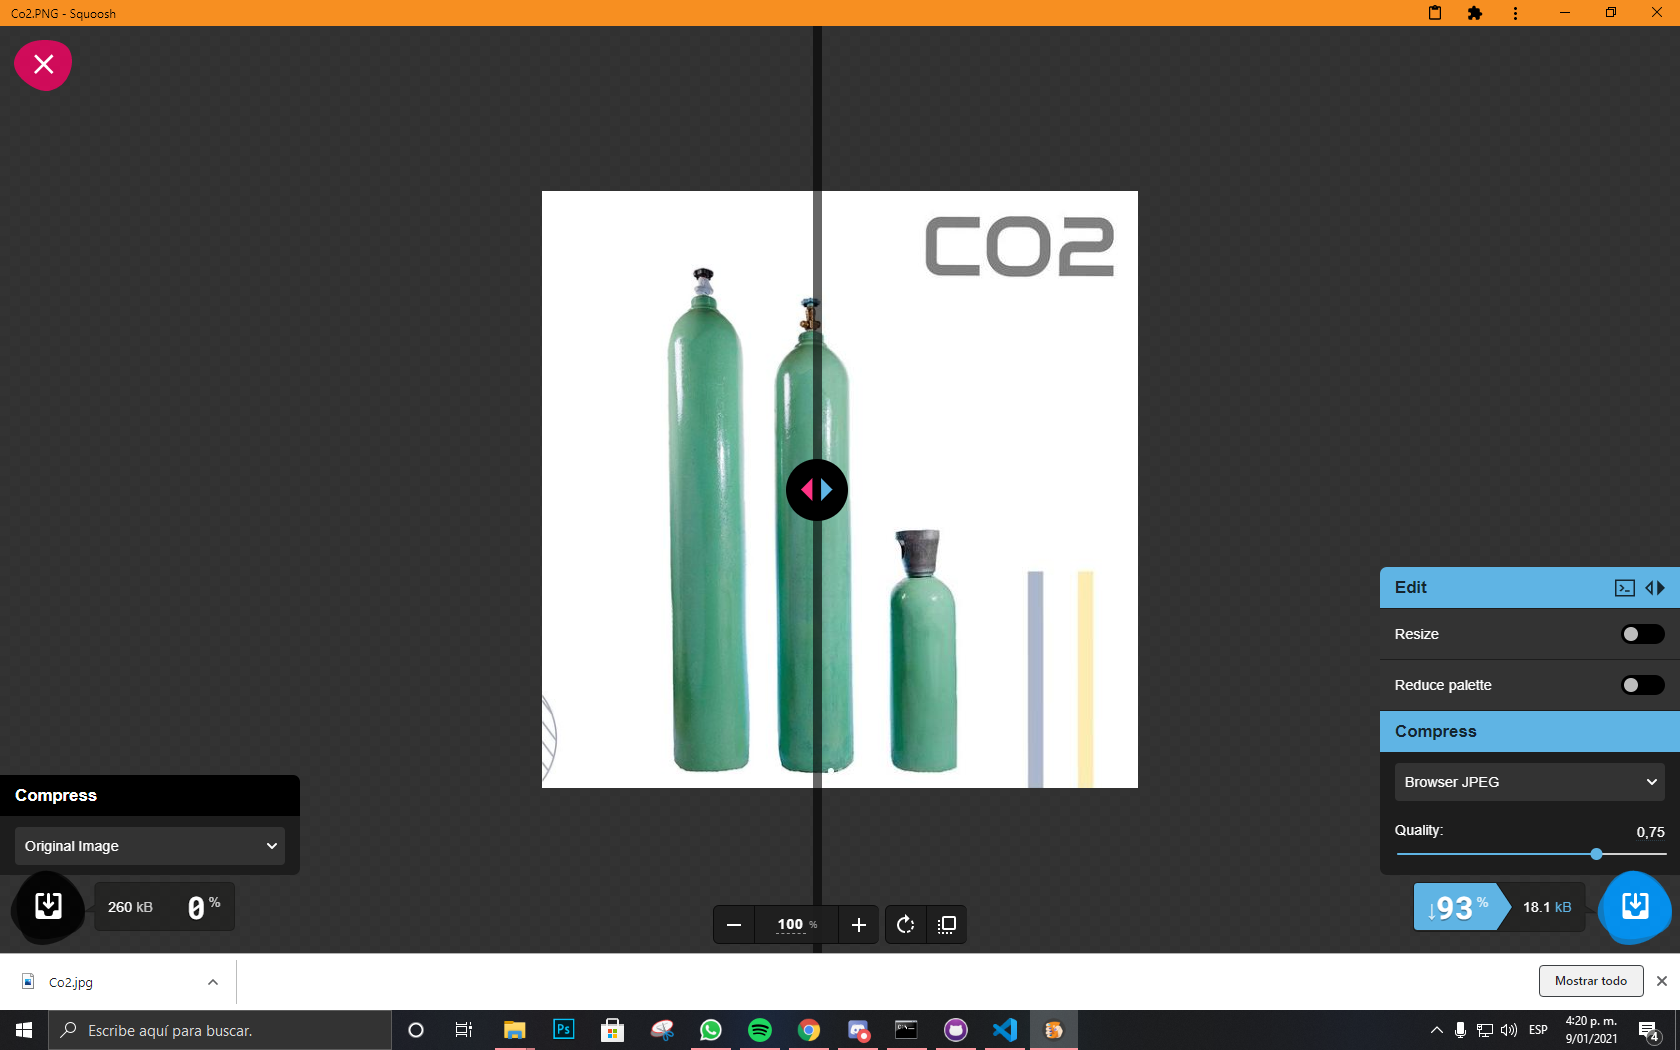 Co2.PNG - Squoosh
CO2
Edit
Resize
Reduce palette
Compress
Browser JPEG
Quality:
0,75
Compress
Original Image
260 kB
0 %
100 %
↓93 %
18.1 kB
Co2.jpg
Mostrar todo
Escribe aquí para buscar.
Ps
ESP
4:20 p. m.
9/01/2021
4